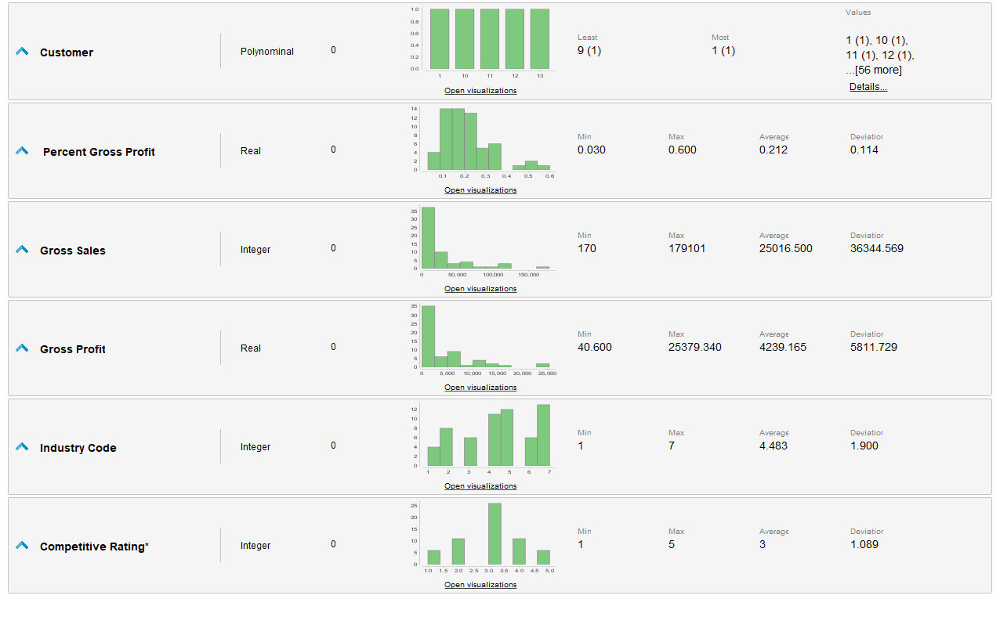 Customer
Polynominal
0
1.0
0.8
0.6
0.4
0.2
0.0
1 10 11 12 13
Open visualizations
Least
9 (1)
Most
1 (1)
Values
1 (1), 10 (1),
11 (1), 12 (1),
...[56 more]
Details...
Percent Gross Profit
Real
0
14
12
10
8
6
4
2
0
0.1 0.2 0.3 0.4 0.5 0.6
Open visualizations
Min
0.030
Max
0.600
Average
0.212
Deviation
0.114
Gross Sales
Integer
0
35
30
25
20
15
10
5
0
0 50,000 100,000 150,000
Open visualizations
Min
170
Max
179101
Average
25016.500
Deviation
36344.569
Gross Profit
Real
0
35
30
25
20
15
10
5
0
0 5,000 10,000 15,000 20,000 25,000
Open visualizations
Min
40.600
Max
25379.340
Average
4239.165
Deviation
5811.729
Industry Code
Integer
0
12
10
8
6
4
2
0
1 2 3 4 5 6 7
Open visualizations
Min
1
Max
7
Average
4.483
Deviation
1.900
Competitive Rating*
Integer
0
25
20
15
10
5
0
1.0 1.5 2.0 2.5 3.0 3.5 4.0 4.5 5.0
Open visualizations
Min
1
Max
5
Average
3
Deviation
1.089